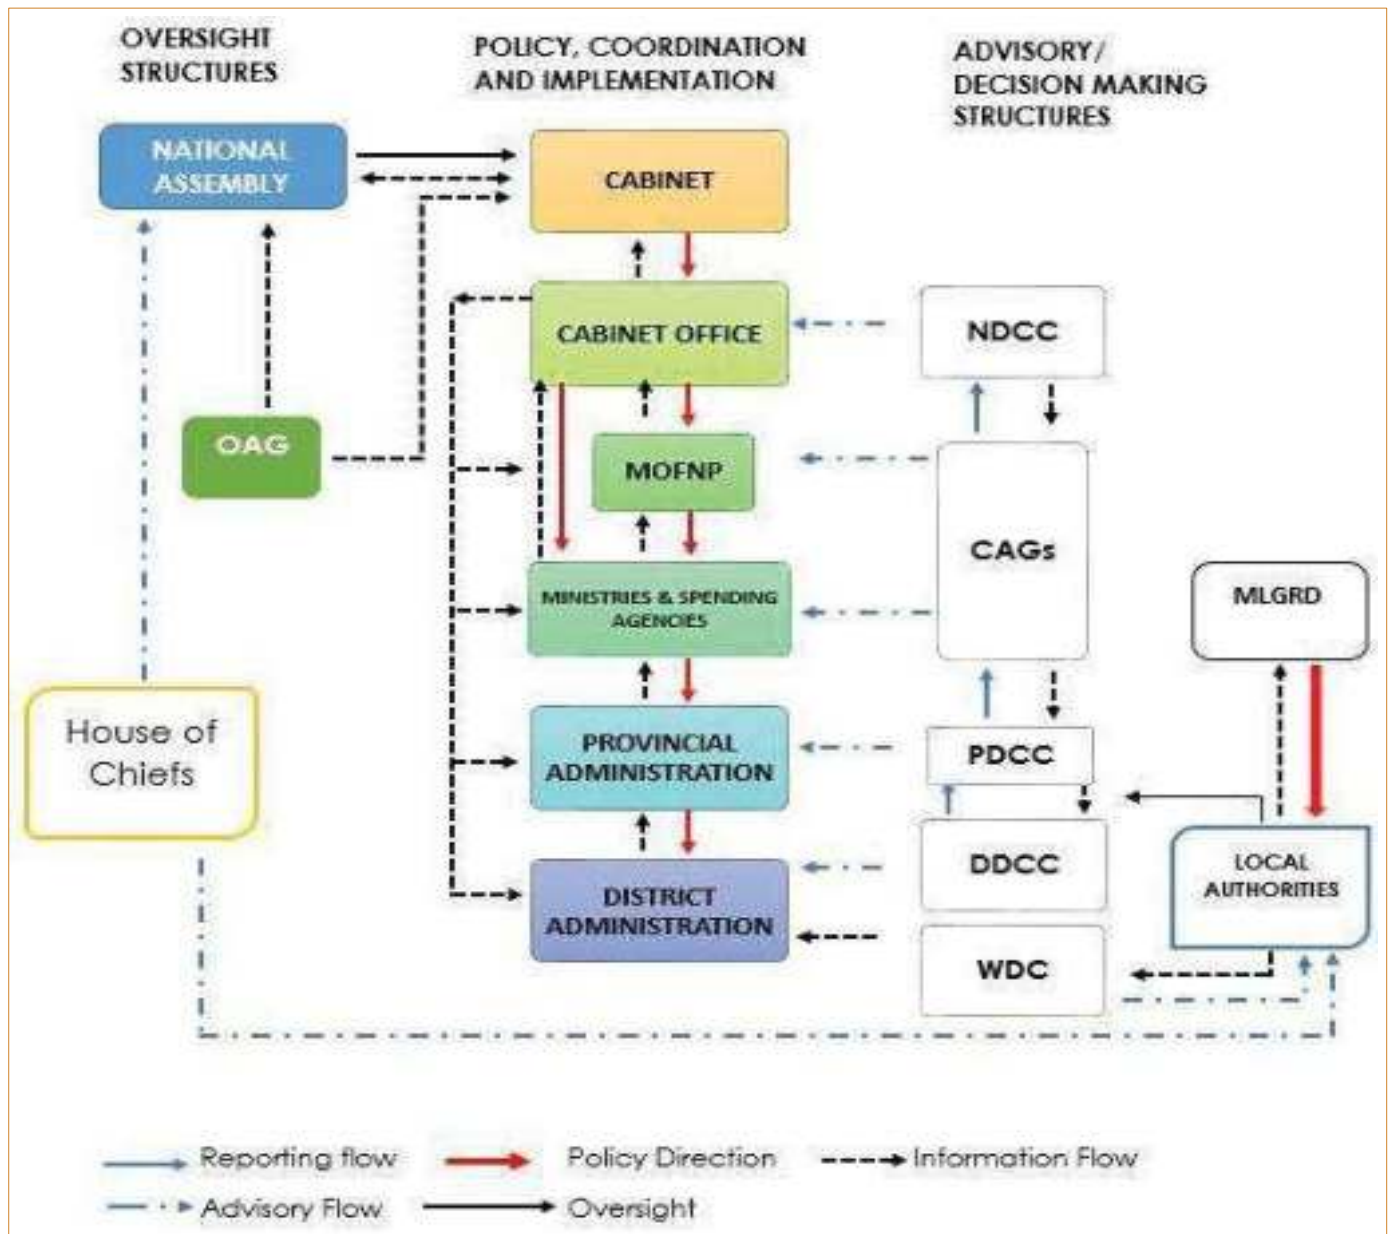 OVERSIGHT
STRUCTURES
POLICY, COORDINATION
AND IMPLEMENTATION
ADVISORY/
DECISION MAKING
STRUCTURES
NATIONAL
ASSEMBLY
CABINET
CABINET OFFICE
NDCC
OAG
MOFNP
CAGs
MINISTRIES & SPENDING
AGENCIES
MLGRD
House of
Chiefs
PROVINCIAL
ADMINISTRATION
PDCC
DISTRICT
ADMINISTRATION
DDCC
LOCAL
AUTHORITIES
WDC
Reporting flow
Policy Direction
Information Flow
Advisory Flow
Oversight